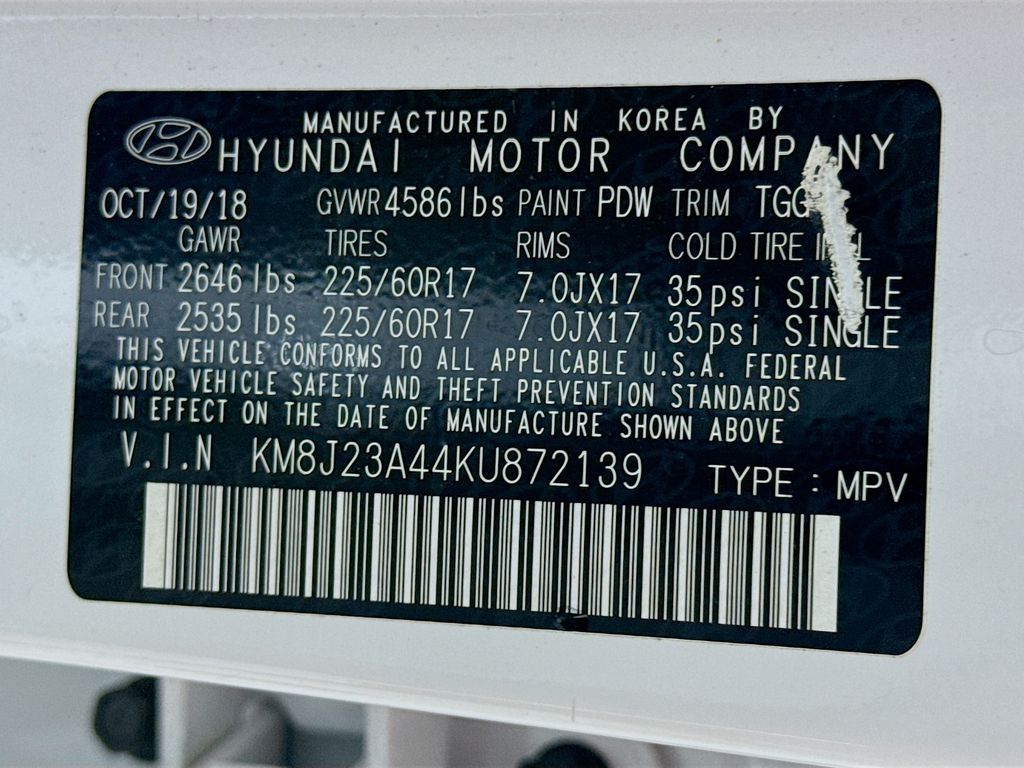 MANUFACTURED IN KOREA BY
HYUNDAI MOTOR COMPANY
OCT/19/18 GVWR 4586lbs PAINT PDW TRIM TGG
GAWR TIRES RIMS COLD TIRE
FRONT 2646 lbs 225/60R17 7.0JX17 35psi SINGLE
REAR 2535 lbs 225/60R17 7.0JX17 35psi SINGLE
THIS VEHICLE CONFORMS TO ALL APPLICABLE U.S.A. FEDERAL
MOTOR VEHICLE SAFETY AND THEFT PREVENTION STANDARDS
IN EFFECT ON THE DATE OF MANUFACTURE SHOWN ABOVE
V.I.N KM8J23A44KU872139 TYPE : MPV